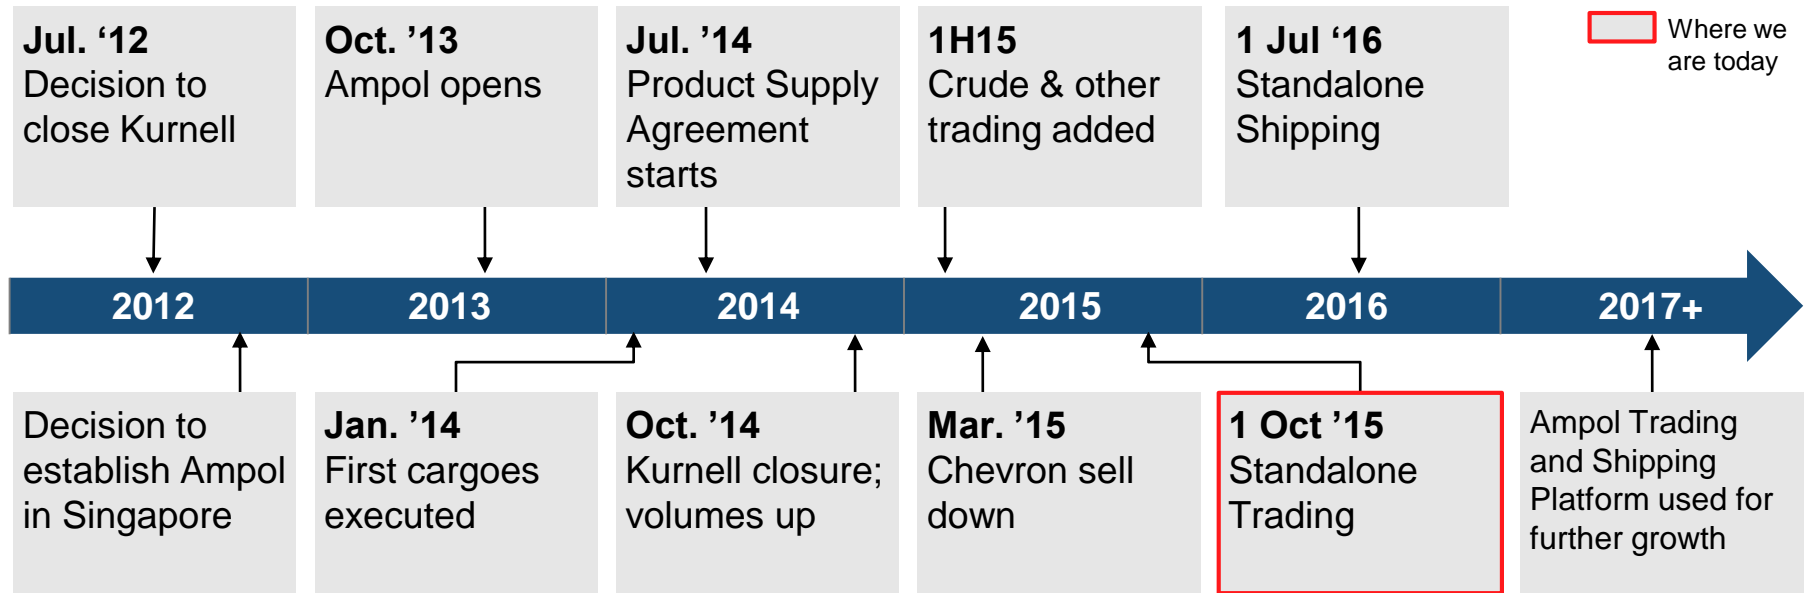 Jul. ‘12
Decision to
close Kurnell
Oct. ’13
Ampol opens
Jul. ’14
Product Supply
Agreement
starts
1H15
Crude & other
trading added
1 Jul ‘16
Standalone
Shipping
Where we
are today
2012
2013
2014
2015
2016
2017+
Decision to
establish Ampol
in Singapore
Jan. ’14
First cargoes
executed
Oct. ’14
Kurnell closure;
volumes up
Mar. ’15
Chevron sell
down
1 Oct ’15
Standalone
Trading
Ampol Trading
and Shipping
Platform used for
further growth